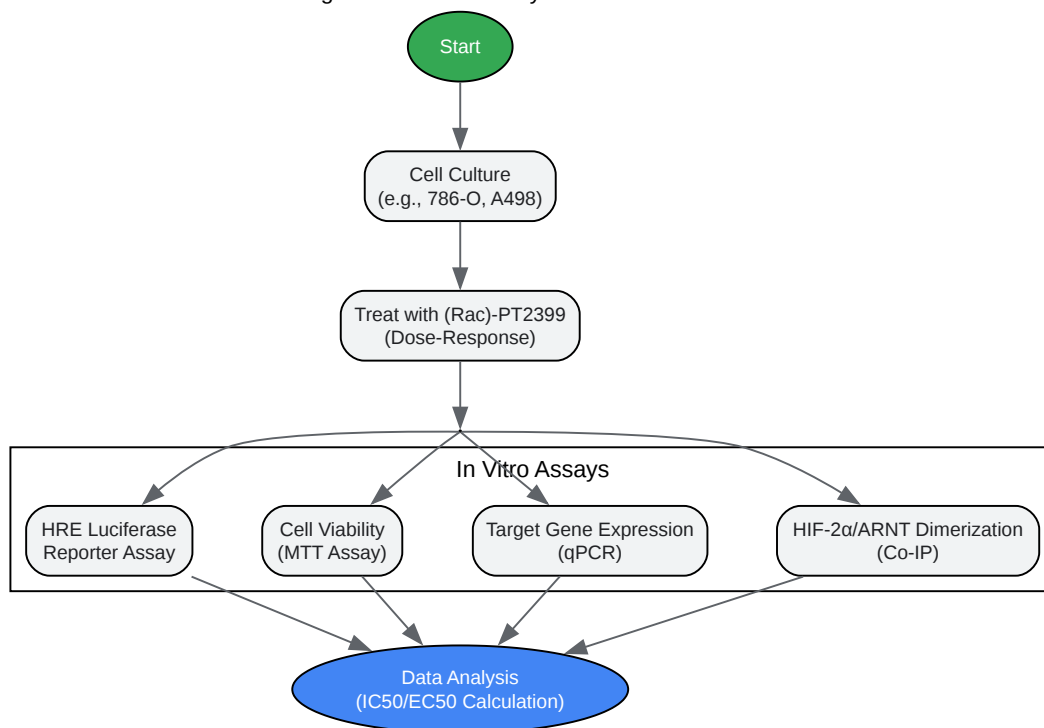 Start
Cell Culture
(e.g., 786-O, A498)
Treat with (Rac)-PT2399
(Dose-Response)
In Vitro Assays
HRE Luciferase
Reporter Assay
Cell Viability
(MTT Assay)
Target Gene Expression
(qPCR)
HIF-2α/ARNT Dimerization
(Co-IP)
Data Analysis
(IC50/EC50 Calculation)